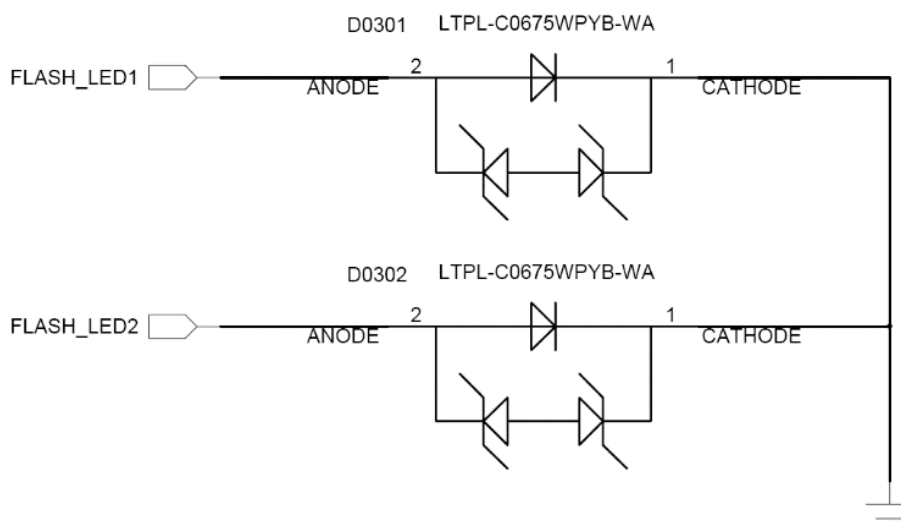 D0301 LTPL-C0675WPYB-WA
FLASH_LED1 2 1
ANODE CATHODE
D0302 LTPL-C0675WPYB-WA
FLASH_LED2 2 1
ANODE CATHODE